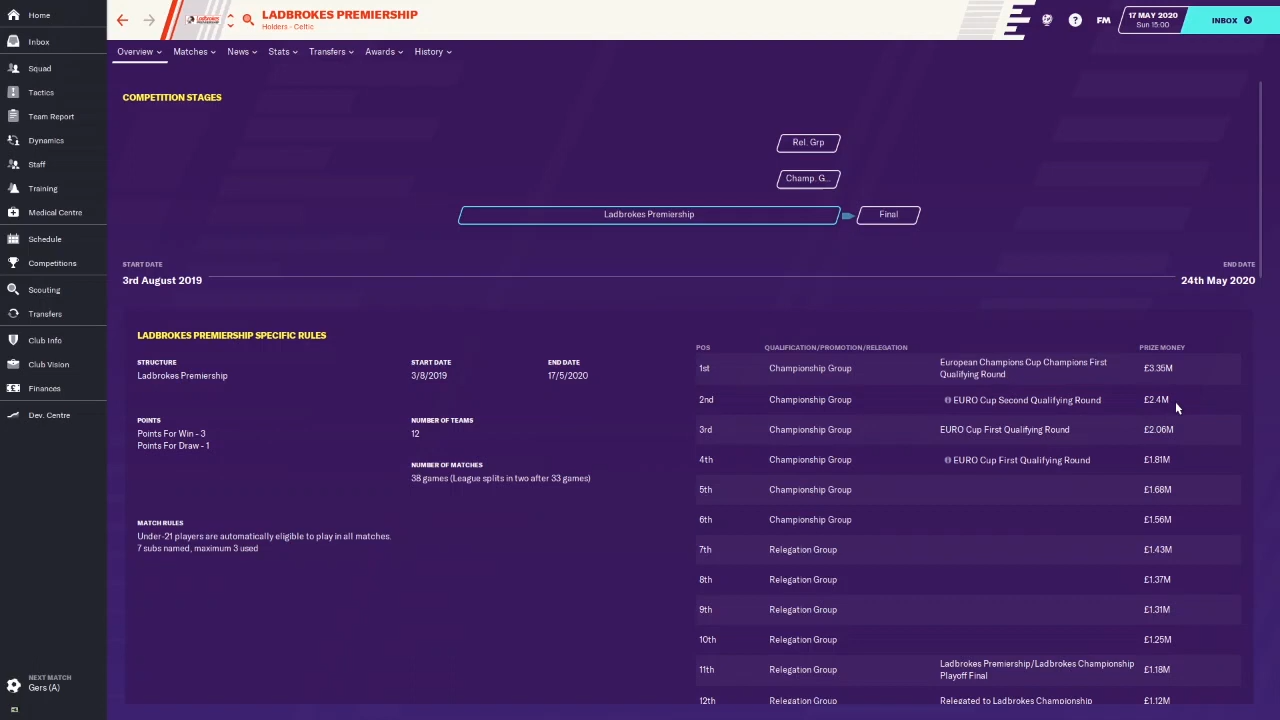 LADBROKES PREMIERSHIP
Holders - Celtic
? FM
17 MAY 2020
Sun 15:00
INBOX
Overview Matches News Stats Transfers Awards History
Inbox
Squad
Tactics
Team Report
Dynamics
Staff
Training
Medical Centre
Schedule
Competitions
Scouting
Transfers
Club Info
Club Vision
Finances
Dev. Centre
NEXT MATCH
Gers (A)
COMPETITION STAGES
Rel. Grp
Champ. G...
Ladbrokes Premiership Final
START DATE END DATE
3rd August 2019 24th May 2020
LADBROKES PREMIERSHIP SPECIFIC RULES
STRUCTURE START DATE END DATE
Ladbrokes Premiership 3/8/2019 17/5/2020
POINTS NUMBER OF TEAMS
Points For Win - 3 12
Points For Draw - 1
NUMBER OF MATCHES
38 games (League splits in two after 33 games)
MATCH RULES
Under-21 players are automatically eligible to play in all matches.
7 subs named, maximum 3 used
POS QUALIFICATION/PROMOTION/RELEGATION PRIZE MONEY
1st Championship Group European Champions Cup Champions First £3.35M
Qualifying Round
2nd Championship Group EURO Cup Second Qualifying Round £2.4M
3rd Championship Group EURO Cup First Qualifying Round £2.06M
4th Championship Group EURO Cup First Qualifying Round £1.81M
5th Championship Group £1.68M
6th Championship Group £1.56M
7th Relegation Group £1.43M
8th Relegation Group £1.37M
9th Relegation Group £1.31M
10th Relegation Group £1.25M
11th Relegation Group Ladbrokes Premiership/Ladbrokes Championship £1.18M
Playoff Final
12th Relegation Group Relegated to Ladbrokes Championship £1.12M